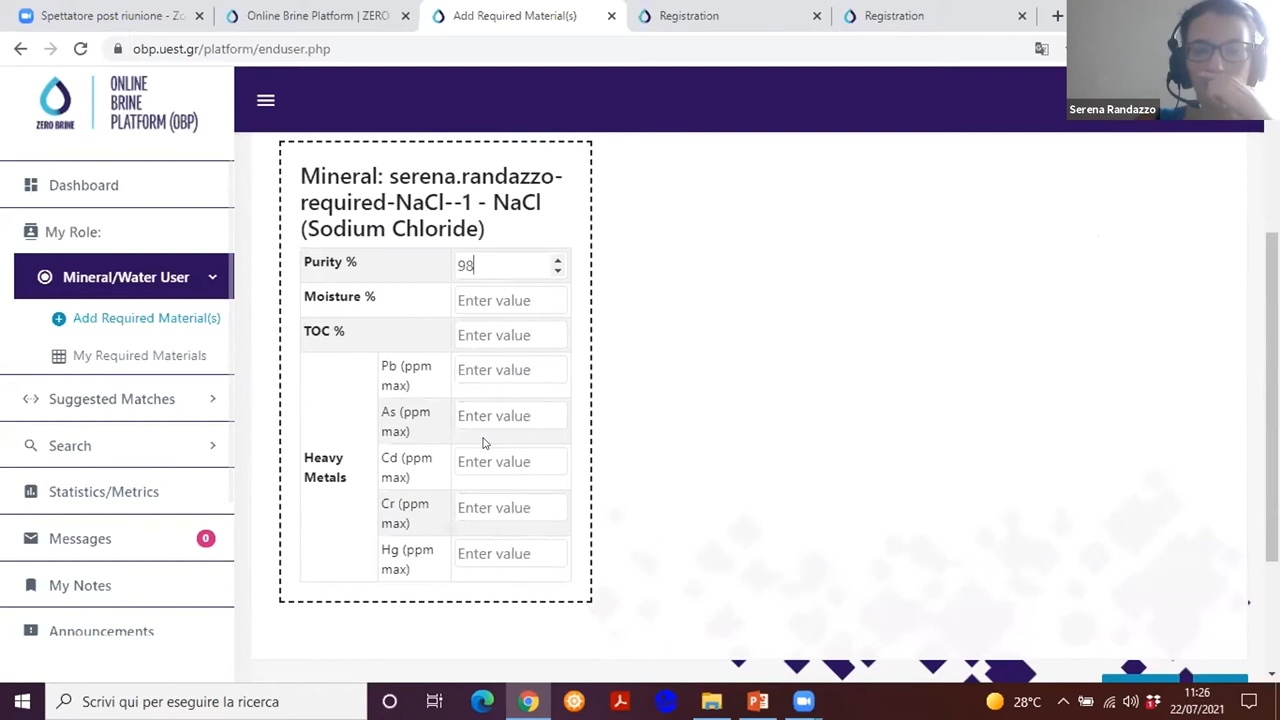 Spettatore post riunione - Zo
Online Brine Platform | ZERO
Add Required Material(s)
Registration
Registration
obp.uest.gr/platform/enduser.php
Serena Randazzo
ZERO BRINE
ONLINE
BRINE
PLATFORM (OBP)
Dashboard
My Role:
Mineral/Water User
Add Required Material(s)
My Required Materials
Suggested Matches
Search
Statistics/Metrics
Messages
0
My Notes
Announcements
Mineral: serena.randazzo-
required-NaCl--1 - NaCl
(Sodium Chloride)
Purity %
98
Moisture %
Enter value
TOC %
Enter value
Heavy
Metals
Pb (ppm
max)
Enter value
As (ppm
max)
Enter value
Cd (ppm
max)
Enter value
Cr (ppm
max)
Enter value
Hg (ppm
max)
Enter value
Scrivi qui per eseguire la ricerca
28°C
11:26
22/07/2021